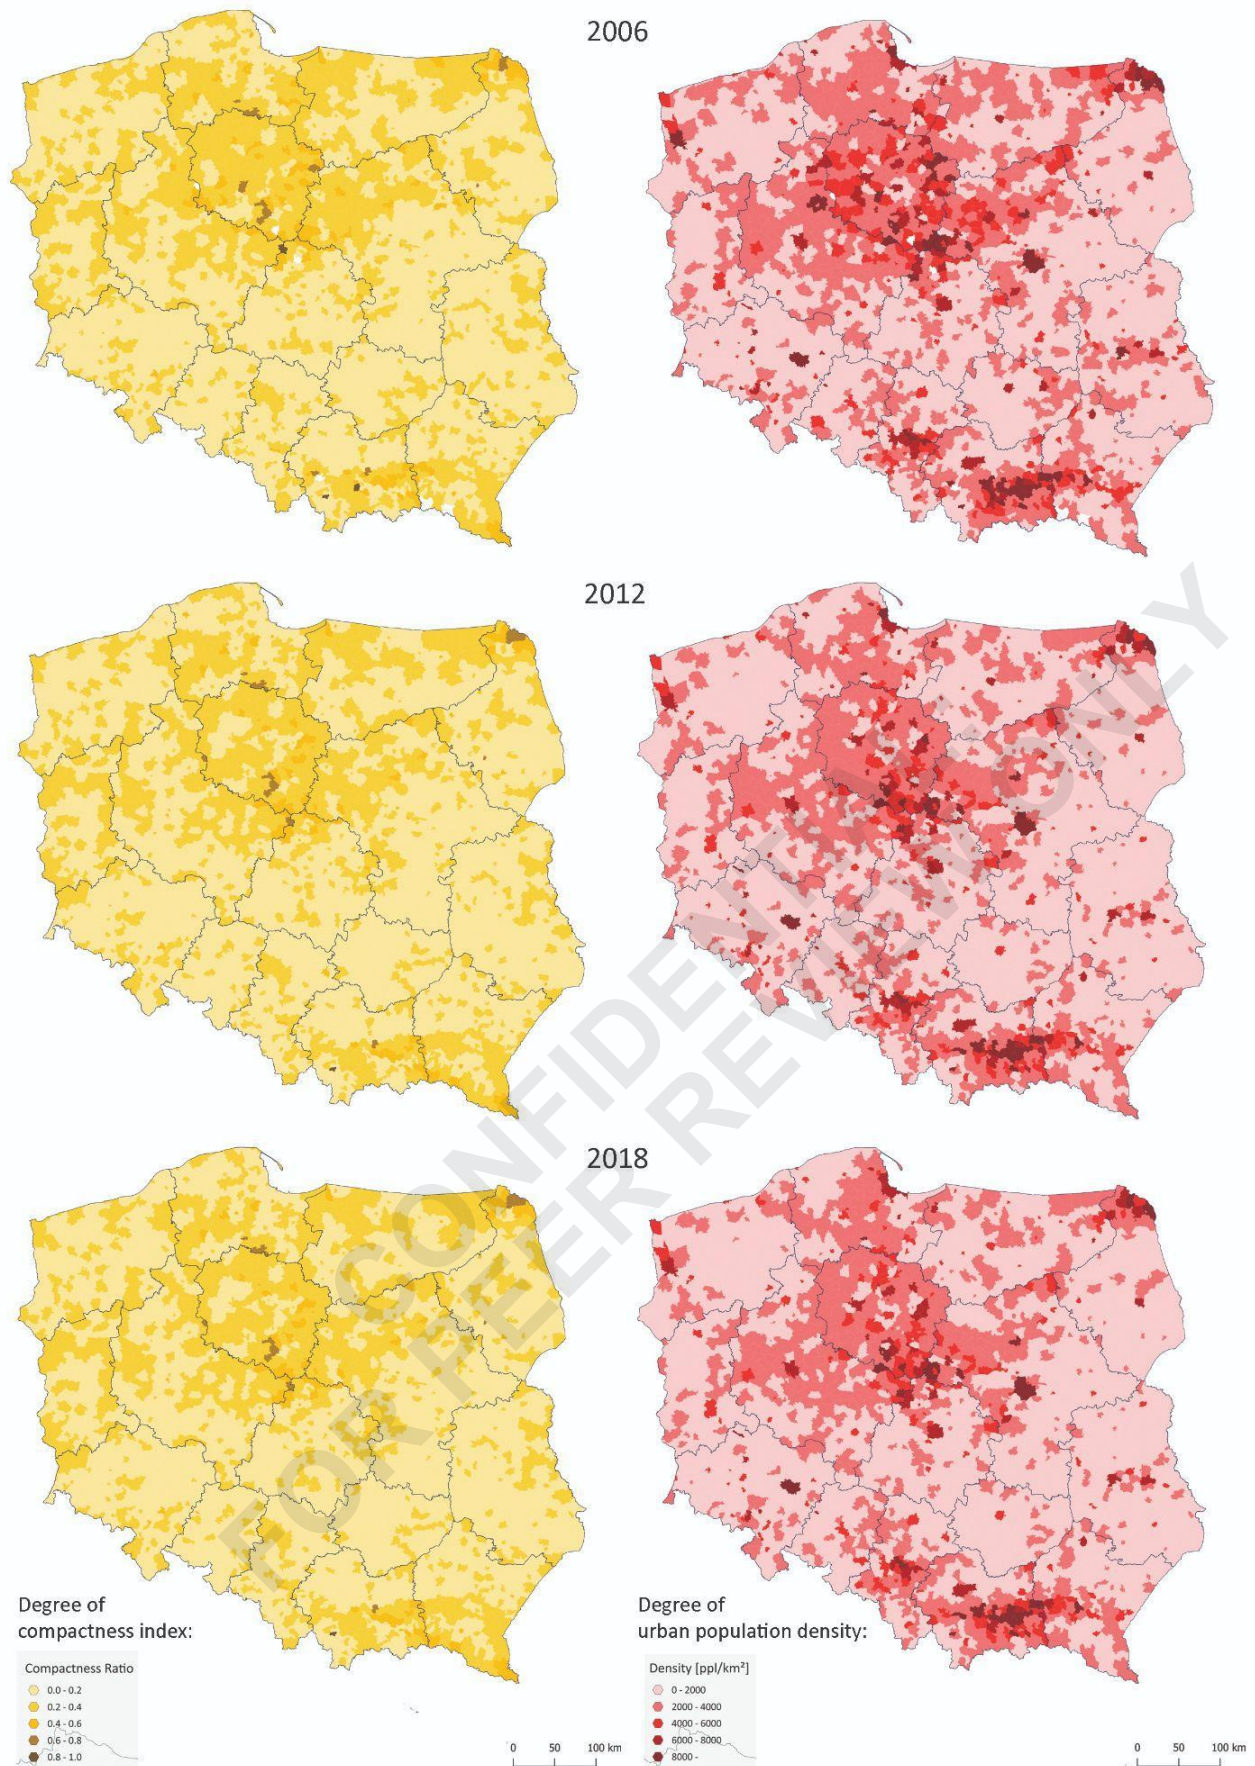 2006
2012
2018
CONFIDENTIAL
FOR PEER REVIEW ONLY
Degree of
compactness index:
Compactness Ratio
0.0 - 0.2
0.2 - 0.4
0.4 - 0.6
0.6 - 0.8
0.8 - 1.0
0 50 100 km
Degree of
urban population density:
Density [ppl/km²]
0 - 2000
2000 - 4000
4000 - 6000
6000 - 8000
8000 -
0 50 100 km